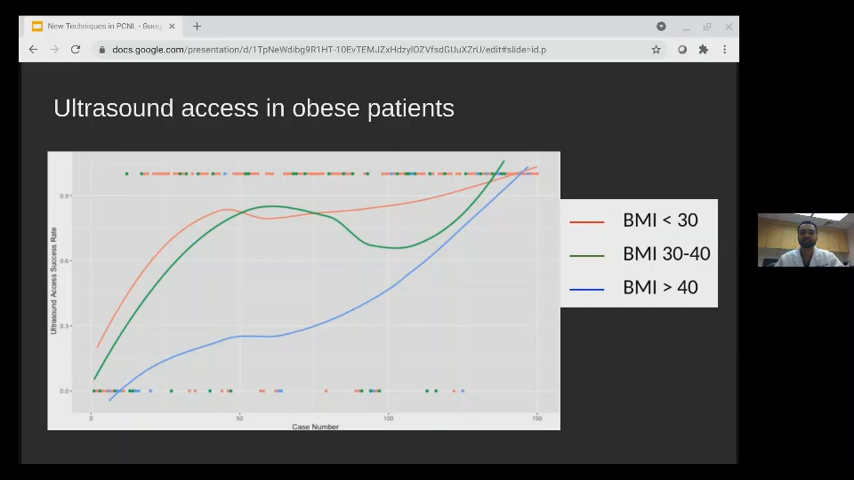 New Techniques in PCNL - Goog
docs.google.com/presentation/d/1TpNeWdibg9R1HT-10EvTEMJZxHdzylOZVfsdGUuXZrU/edit#slide=id.p
Ultrasound access in obese patients
Ultrasound Access Success Rate
0.9
0.6
0.3
0.0
0
50
100
150
Case Number
BMI < 30
BMI 30-40
BMI > 40